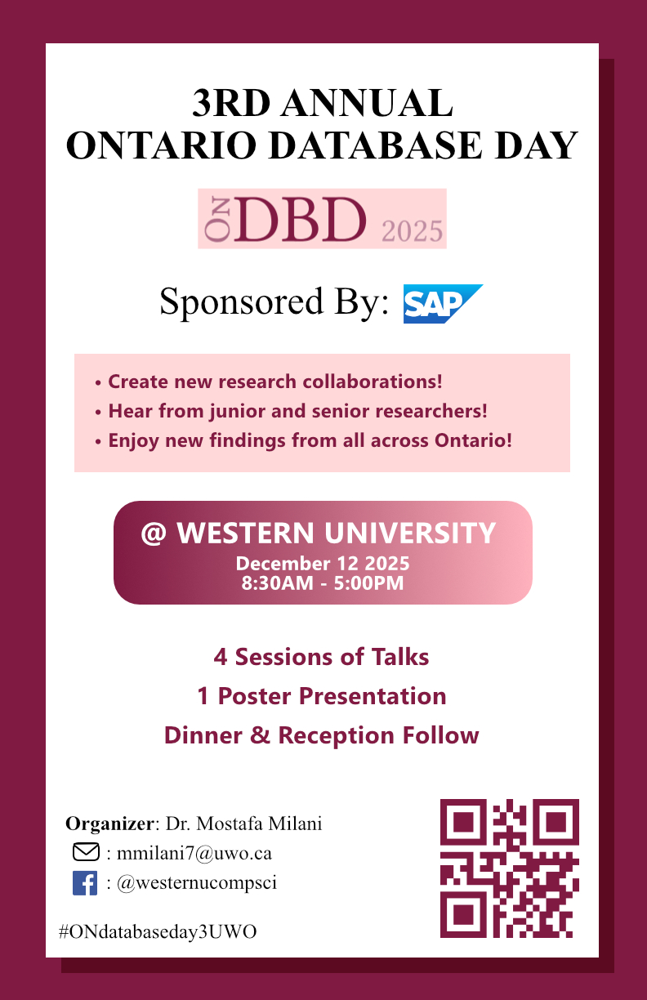 3RD ANNUAL
ONTARIO DATABASE DAY
ON DBD 2025
Sponsored By: SAP
• Create new research collaborations!
• Hear from junior and senior researchers!
• Enjoy new findings from all across Ontario!
@ WESTERN UNIVERSITY
December 12 2025
8:30AM - 5:00PM
4 Sessions of Talks
1 Poster Presentation
Dinner & Reception Follow
Organizer: Dr. Mostafa Milani
: mmilani7@uwo.ca
: @westernucompsci
#ONdatabaseday3UWO